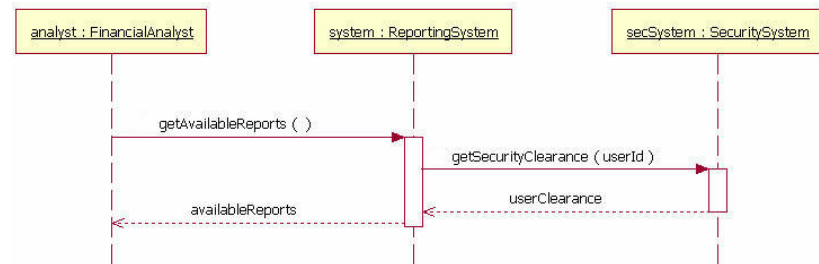 analyst : FinancialAnalyst
system : ReportingSystem
secSystem : SecuritySystem
getAvailableReports ( )
getSecurityClearance ( userId )
userClearance
availableReports